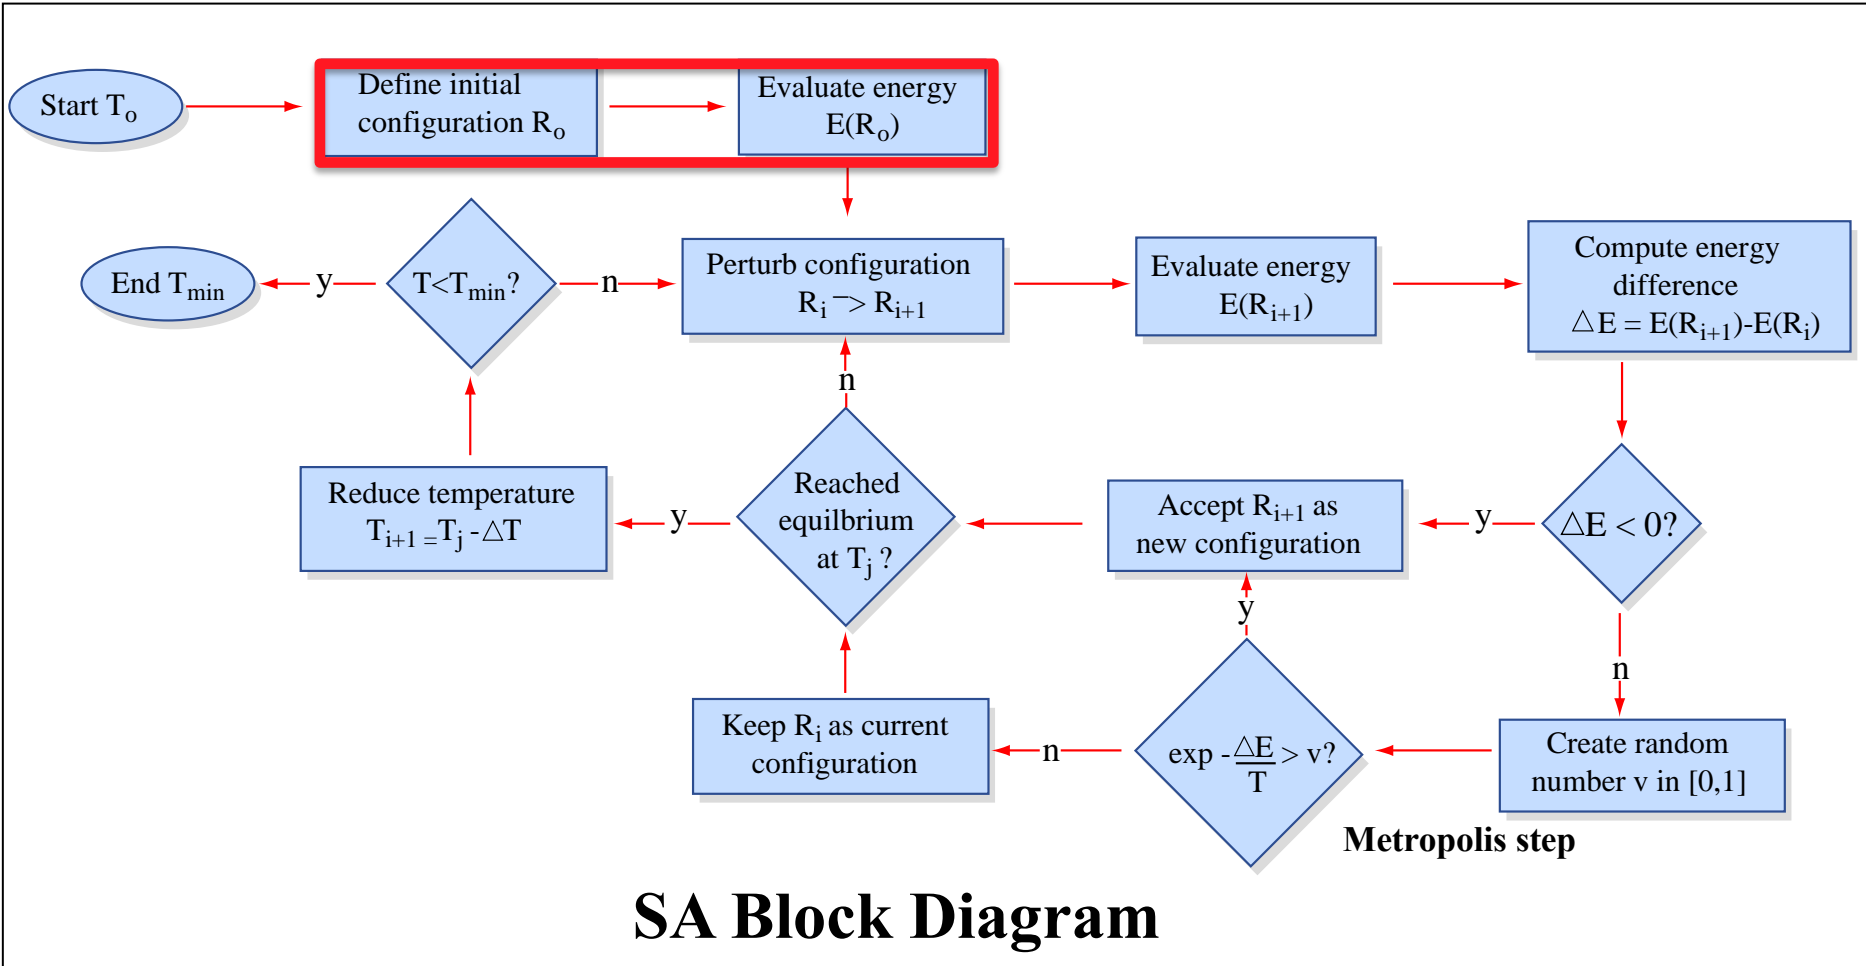 Start Tₒ
Define initial
configuration Rₒ
Evaluate energy
E(Rₒ)
End Tmin
y
T<Tmin?
n
Perturb configuration
Rᵢ –> Rᵢ₊₁
Evaluate energy
E(Rᵢ₊₁)
Compute energy
difference
△E = E(Rᵢ₊₁)-E(Rᵢ)
n
Reduce temperature
Tᵢ₊₁ = Tⱼ - △T
y
Reached
equilbrium
at Tⱼ ?
Accept Rᵢ₊₁ as
new configuration
y
△E < 0?
y
n
Keep Rᵢ as current
configuration
n
exp - △E/T > v?
Create random
number v in [0,1]
Metropolis step
SA Block Diagram